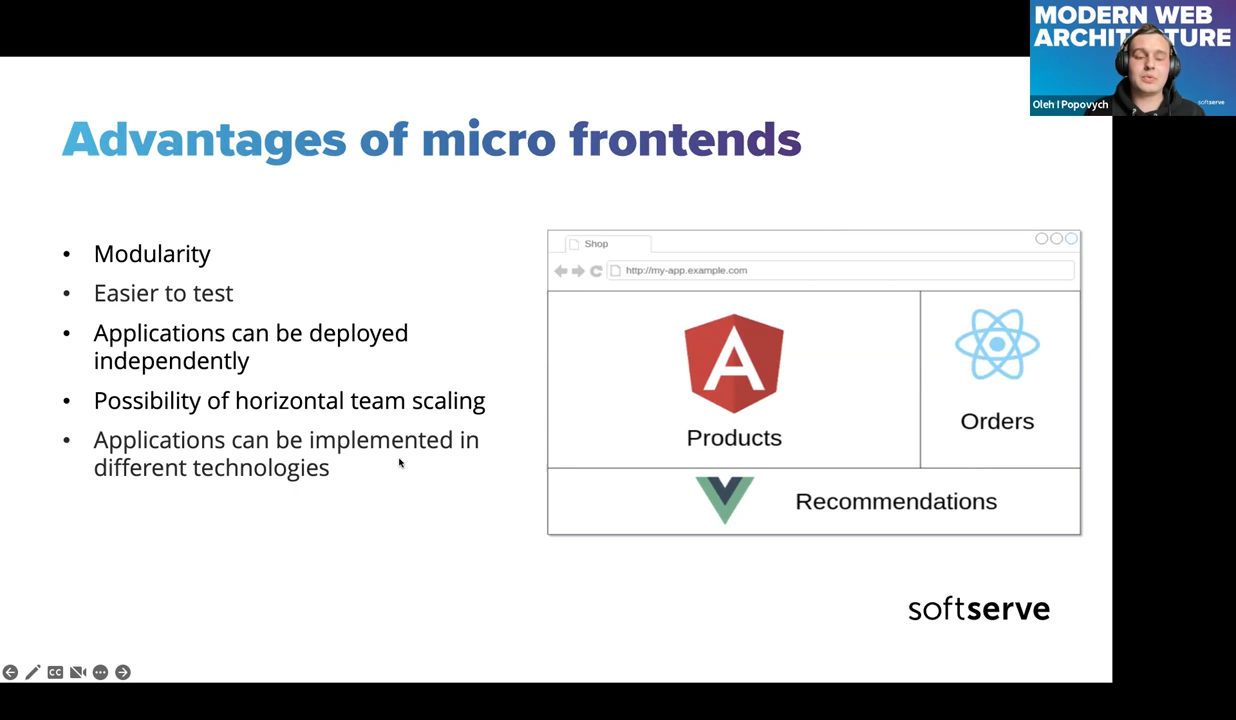 MODERN WEB
ARCHITECTURE
Oleh I Popovych
softserve
Advantages of micro frontends
• Modularity
• Easier to test
• Applications can be deployed
independently
• Possibility of horizontal team scaling
• Applications can be implemented in
different technologies
Shop
http://my-app.example.com
A
Products
Orders
Recommendations
softserve
CC